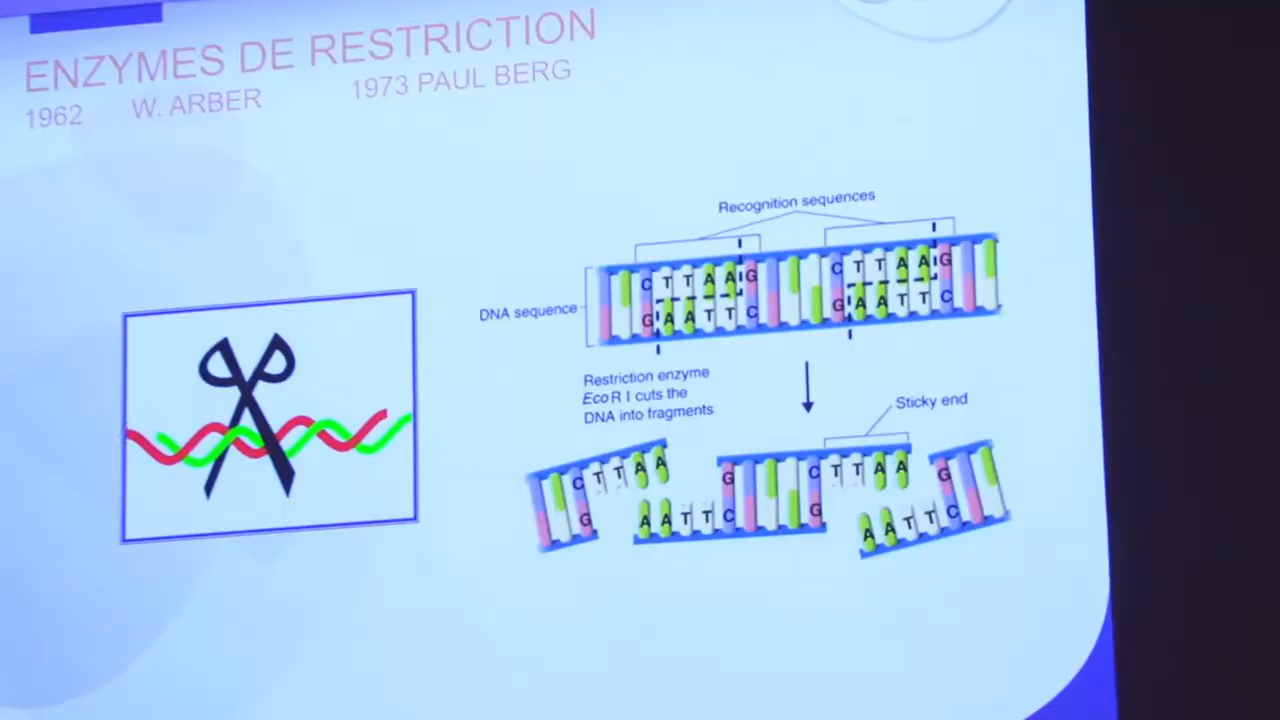 ENZYMES DE RESTRICTION
1962 W. ARBER 1973 PAUL BERG
Recognition sequences
DNA sequence
C T T A A G C T T A A G
G A A T T C G A A T T C
Restriction enzyme
EcoR I cuts the
DNA into fragments
Sticky end
C T T A A G C T T A A G
G A A T T C G A A T T C